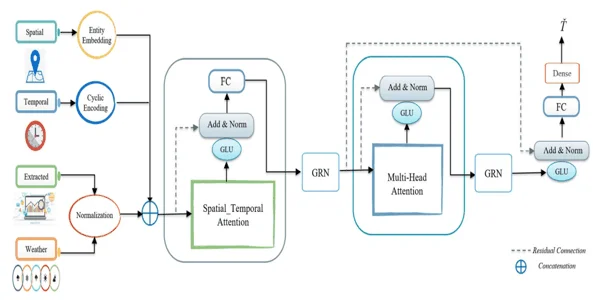 Spatial
Entity
Embedding
Temporal
Cyclic
Encoding
Extracted
Normalization
Weather
FC
Add & Norm
GLU
Spatial_Temporal
Attention
GRN
Add & Norm
GLU
Multi-Head
Attention
GRN
T̂
Dense
FC
Add & Norm
GLU
Residual Connection
Concatenation